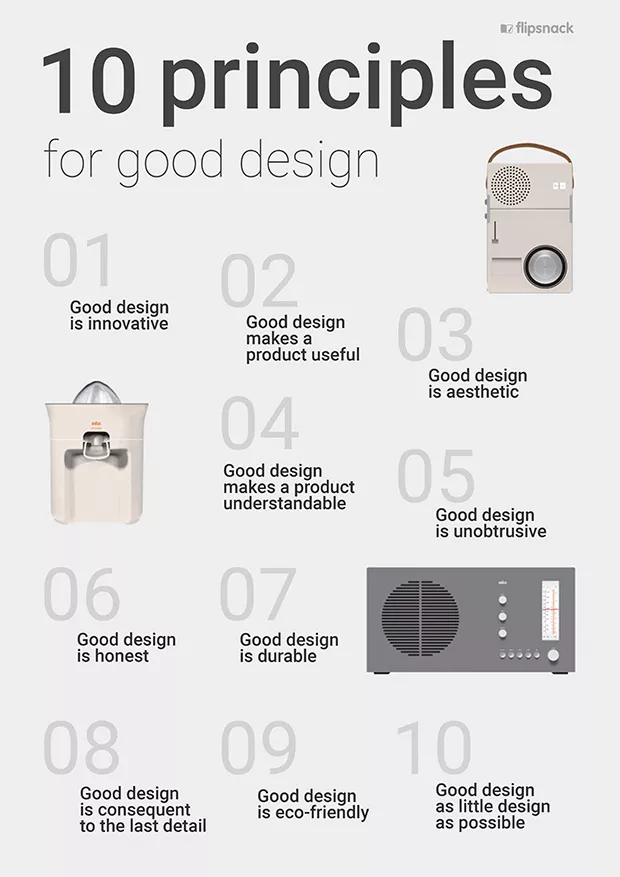 flipsnack
10 principles
for good design
01
Good design
is innovative
02
Good design
makes a
product useful
03
Good design
is aesthetic
04
Good design
makes a product
understandable
05
Good design
is unobtrusive
06
Good design
is honest
07
Good design
is durable
08
Good design
is consequent
to the last detail
09
Good design
is eco-friendly
10
Good design
as little design
as possible